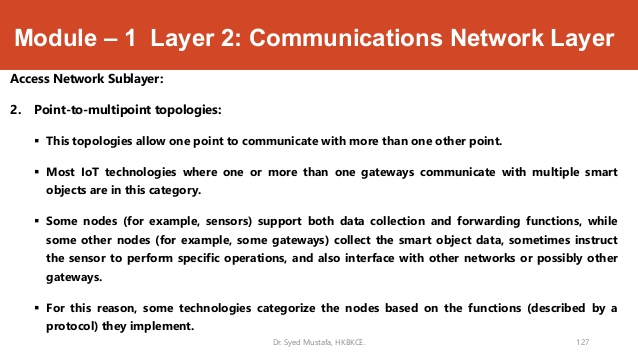 Module – 1 Layer 2: Communications Network Layer
Access Network Sublayer:
2. Point-to-multipoint topologies:
▪ This topologies allow one point to communicate with more than one other point.
▪ Most IoT technologies where one or more than one gateways communicate with multiple smart
objects are in this category.
▪ Some nodes (for example, sensors) support both data collection and forwarding functions, while
some other nodes (for example, some gateways) collect the smart object data, sometimes instruct
the sensor to perform specific operations, and also interface with other networks or possibly other
gateways.
▪ For this reason, some technologies categorize the nodes based on the functions (described by a
protocol) they implement.
Dr. Syed Mustafa, HKBKCE. 127